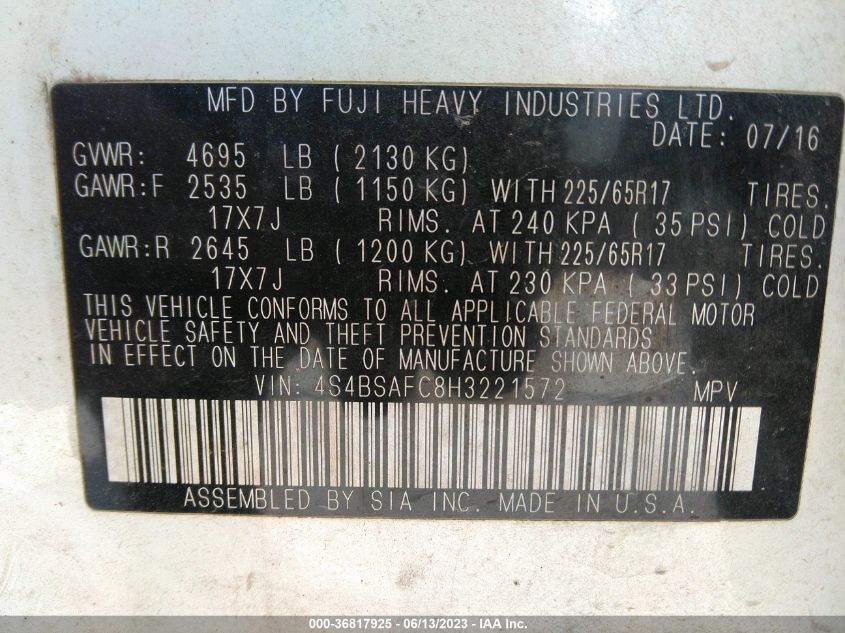 MFD BY FUJI HEAVY INDUSTRIES LTD.
DATE: 07/16
GVWR: 4695 LB ( 2130 KG)
GAWR:F 2535 LB ( 1150 KG) WITH 225/65R17 TIRES.
17X7J RIMS. AT 240 KPA ( 35 PSI) COLD
GAWR:R 2645 LB ( 1200 KG) WITH 225/65R17 TIRES.
17X7J RIMS. AT 230 KPA ( 33 PSI) COLD
THIS VEHICLE CONFORMS TO ALL APPLICABLE FEDERAL MOTOR
VEHICLE SAFETY AND THEFT PREVENTION STANDARDS
IN EFFECT ON THE DATE OF MANUFACTURE SHOWN ABOVE.
VIN: 4S4BSAFC8H3221572 MPV
ASSEMBLED BY SIA INC. MADE IN U.S.A.
000-36817925 - 06/13/2023 - IAA Inc.